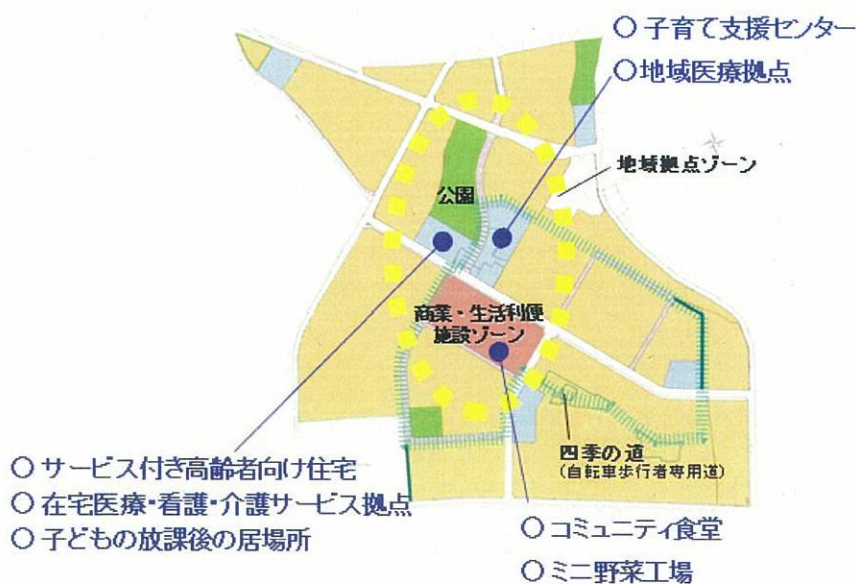 ○ 子育て支援センター
○ 地域医療拠点
地域拠点ゾーン
公園
商業・生活利便
施設ゾーン
四季の道
(自転車歩行者専用道)
○ サービス付き高齢者向け住宅
○ 在宅医療・看護・介護サービス拠点
○ 子どもの放課後の居場所
○ コミュニティ食堂
○ ミニ野菜工場